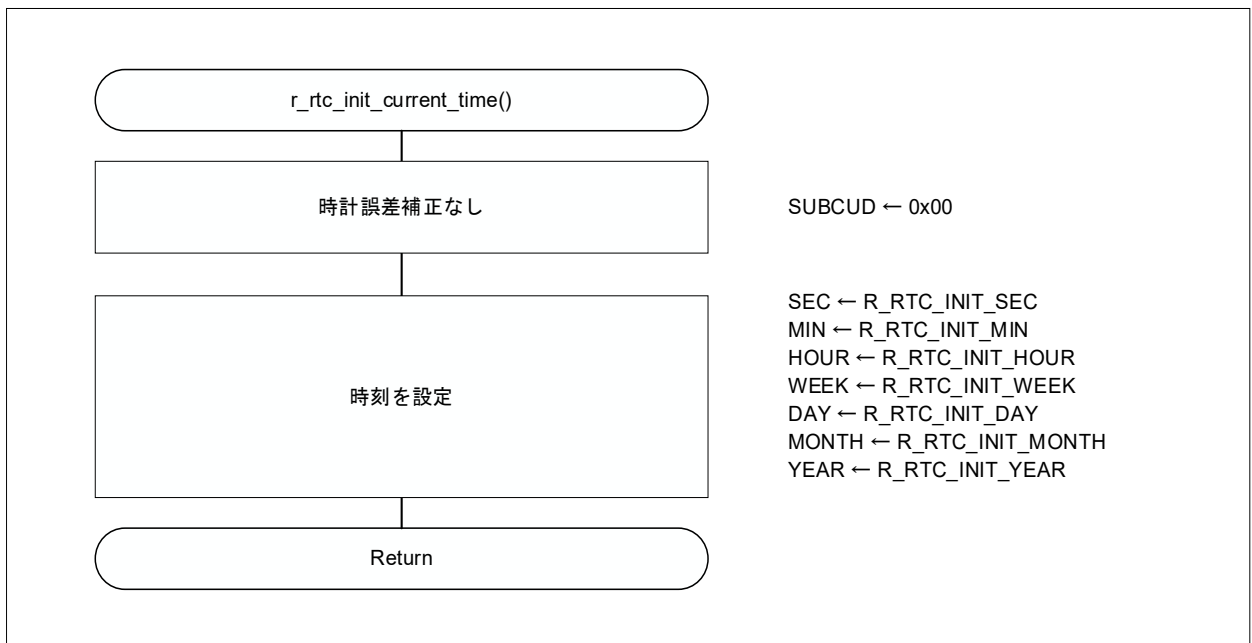 r_rtc_init_current_time()
時計誤差補正なし
SUBCUD ← 0x00
時刻を設定
SEC ← R_RTC_INIT_SEC
MIN ← R_RTC_INIT_MIN
HOUR ← R_RTC_INIT_HOUR
WEEK ← R_RTC_INIT_WEEK
DAY ← R_RTC_INIT_DAY
MONTH ← R_RTC_INIT_MONTH
YEAR ← R_RTC_INIT_YEAR
Return